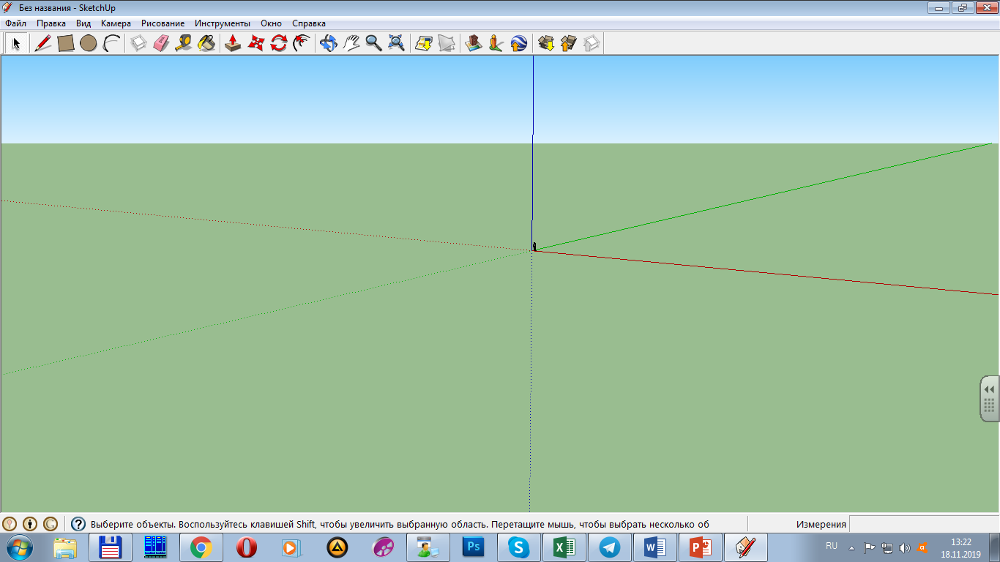 Без названия - SketchUp
Файл Правка Вид Камера Рисование Инструменты Окно Справка
Выберите объекты. Воспользуйтесь клавишей Shift, чтобы увеличить выбранную область. Перетащите мышь, чтобы выбрать несколько об
Измерения
Ps
RU
13:22
18.11.2019